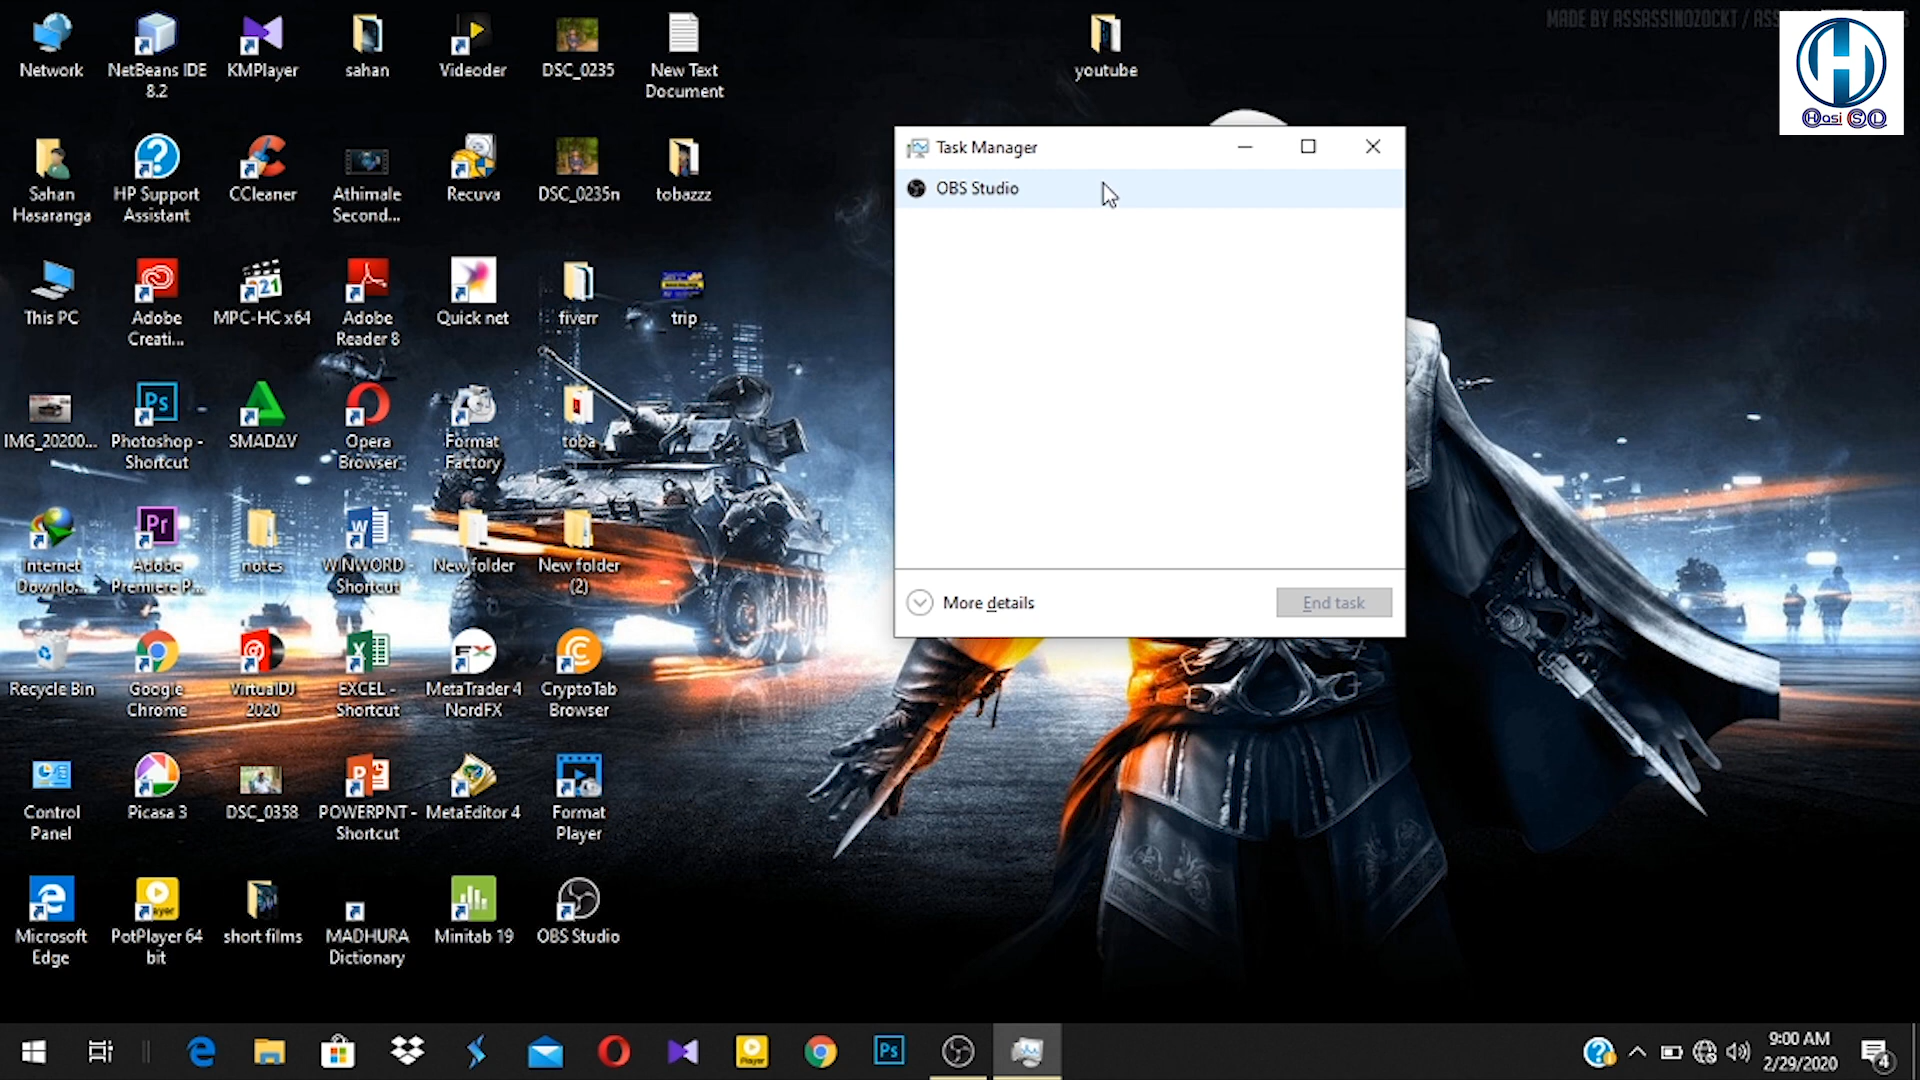 MADE BY ASSASSINOZOCKT /
Hasi SL
Network
NetBeans IDE
8.2
KMPlayer
sahan
Videoder
DSC_0235
New Text
Document
youtube
Sahan
Hasaranga
HP Support
Assistant
CCleaner
Athimale
Second...
Recuva
DSC_0235n
tobazzz
This PC
Adobe
Creati...
MPC-HC x64
Adobe
Reader 8
Quick net
fiverr
trip
IMG_20200...
Photoshop -
Shortcut
SMADAV
Opera
Browser
Format
Factory
toba
Internet
Downlo...
Adobe
Premiere P...
notes
WINWORD -
Shortcut
New folder
New folder
(2)
Recycle Bin
Google
Chrome
VirtualDJ
2020
EXCEL -
Shortcut
MetaTrader 4
NordFX
CryptoTab
Browser
Control
Panel
Picasa 3
DSC_0358
POWERPNT -
Shortcut
MetaEditor 4
Format
Player
Microsoft
Edge
PotPlayer 64
bit
short films
MADHURA
Dictionary
Minitab 19
OBS Studio
Task Manager
OBS Studio
More details
End task
9:00 AM
2/29/2020
4